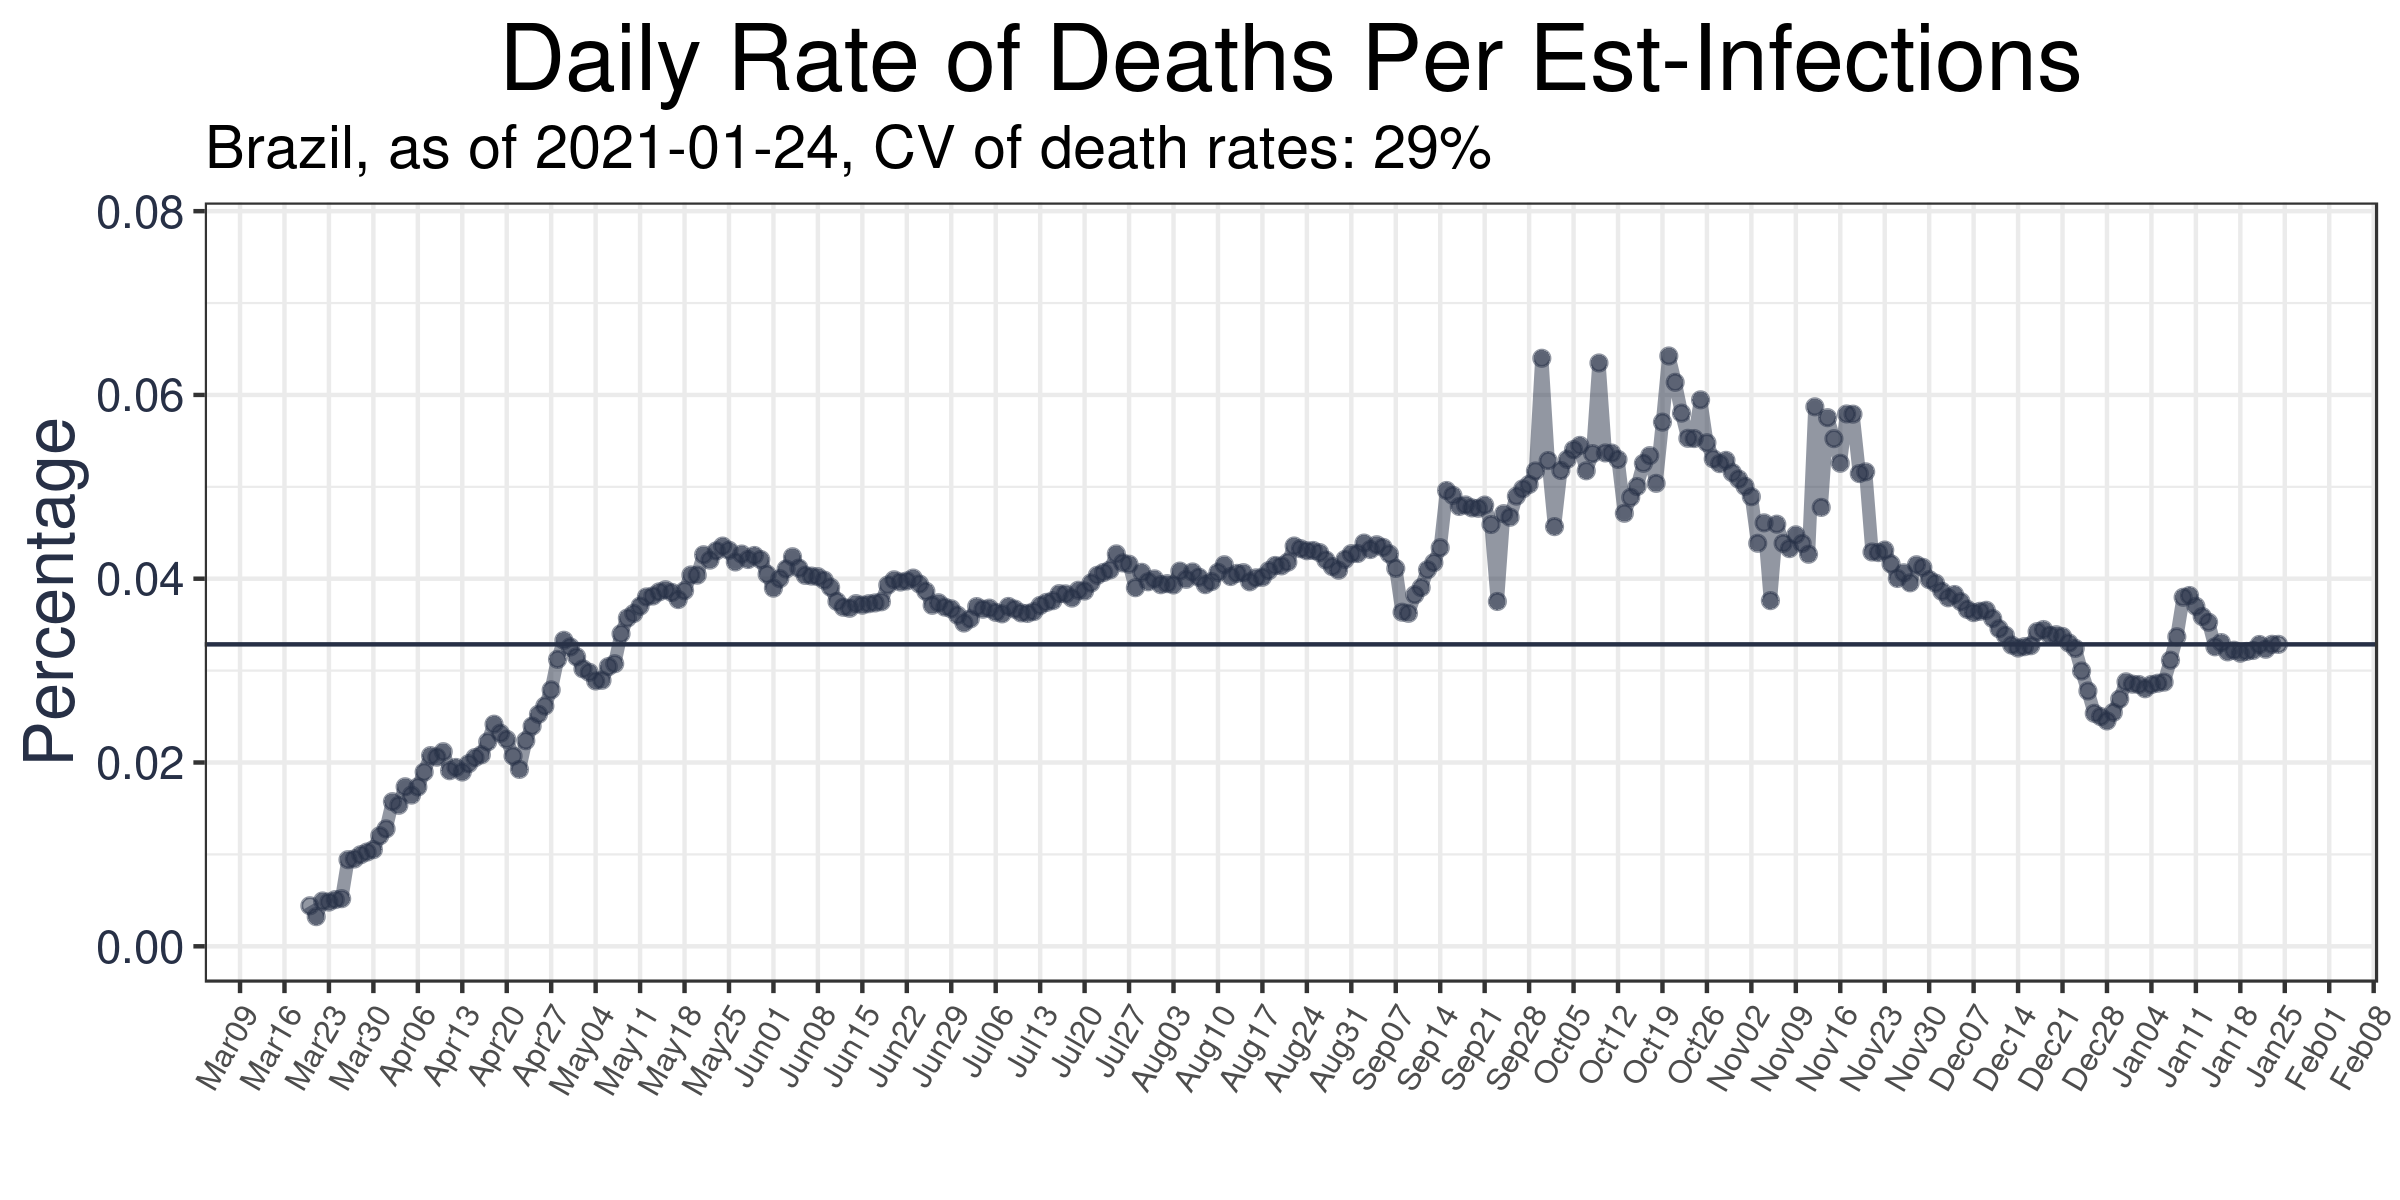 Daily Rate of Deaths Per Est-Infections
Brazil, as of 2021-01-24, CV of death rates: 29%
Percentage
0.08
0.06
0.04
0.02
0.00
Mar09
Mar16
Mar23
Mar30
Apr06
Apr13
Apr20
Apr27
May04
May11
May18
May25
Jun01
Jun08
Jun15
Jun22
Jun29
Jul06
Jul13
Jul20
Jul27
Aug03
Aug10
Aug17
Aug24
Aug31
Sep07
Sep14
Sep21
Sep28
Oct05
Oct12
Oct19
Oct26
Nov02
Nov09
Nov16
Nov23
Nov30
Dec07
Dec14
Dec21
Dec28
Jan04
Jan11
Jan18
Jan25
Feb01
Feb08